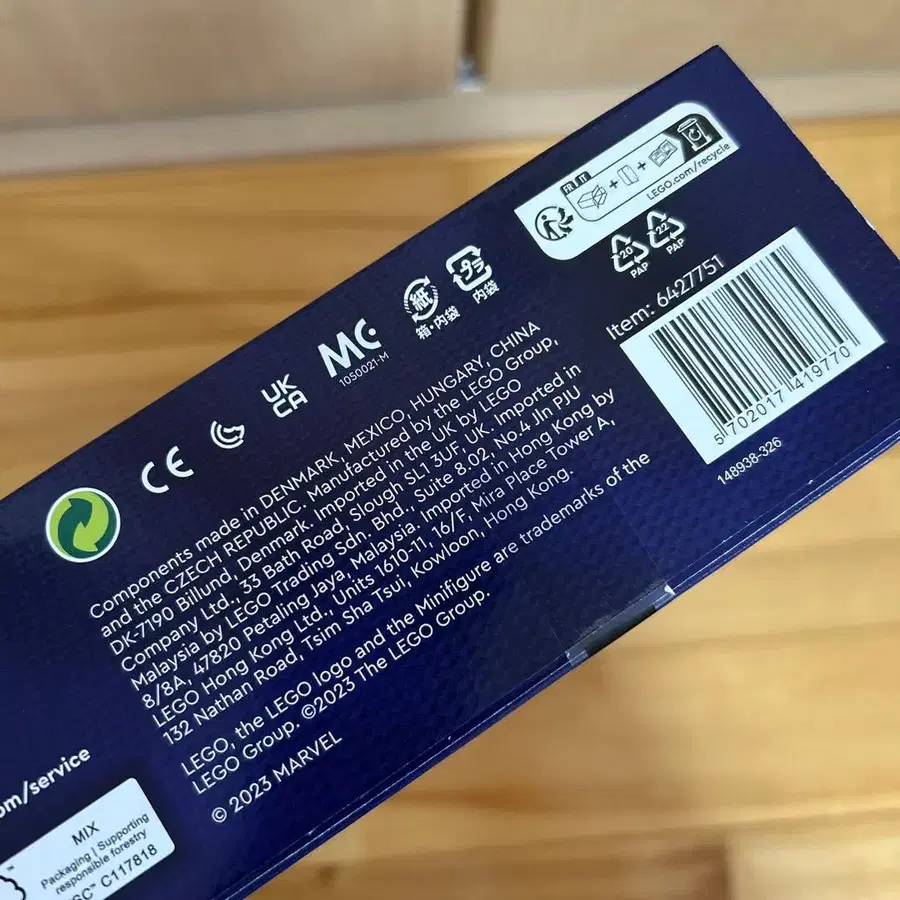 FR IT
+ +
LEGO.com/recycle
20
PAP
22
PAP
Item: 6427751
5 702017 419770
148938-326
紙
箱・内袋
プラ
内袋
MC
1050021-M
UK
CA
CE
Components made in DENMARK, MEXICO, HUNGARY, CHINA
and the CZECH REPUBLIC. Manufactured by the LEGO Group,
DK-7190 Billund, Denmark. Imported in the UK by LEGO
Company Ltd., 33 Bath Road, Slough SL1 3UF, UK. Imported in
Malaysia by LEGO Trading Sdn. Bhd., Suite 8.02, No.4 Jln PJU
8/8A, 47820 Petaling Jaya, Malaysia. Imported in Hong Kong by
LEGO Hong Kong Ltd., Units 1610-11, 16/F, Mira Place Tower A,
132 Nathan Road, Tsim Sha Tsui, Kowloon, Hong Kong.
LEGO, the LEGO logo and the Minifigure are trademarks of the
LEGO Group. ©2023 The LEGO Group.
© 2023 MARVEL
om/service
MIX
Packaging | Supporting
responsible forestry
SC™ C117818